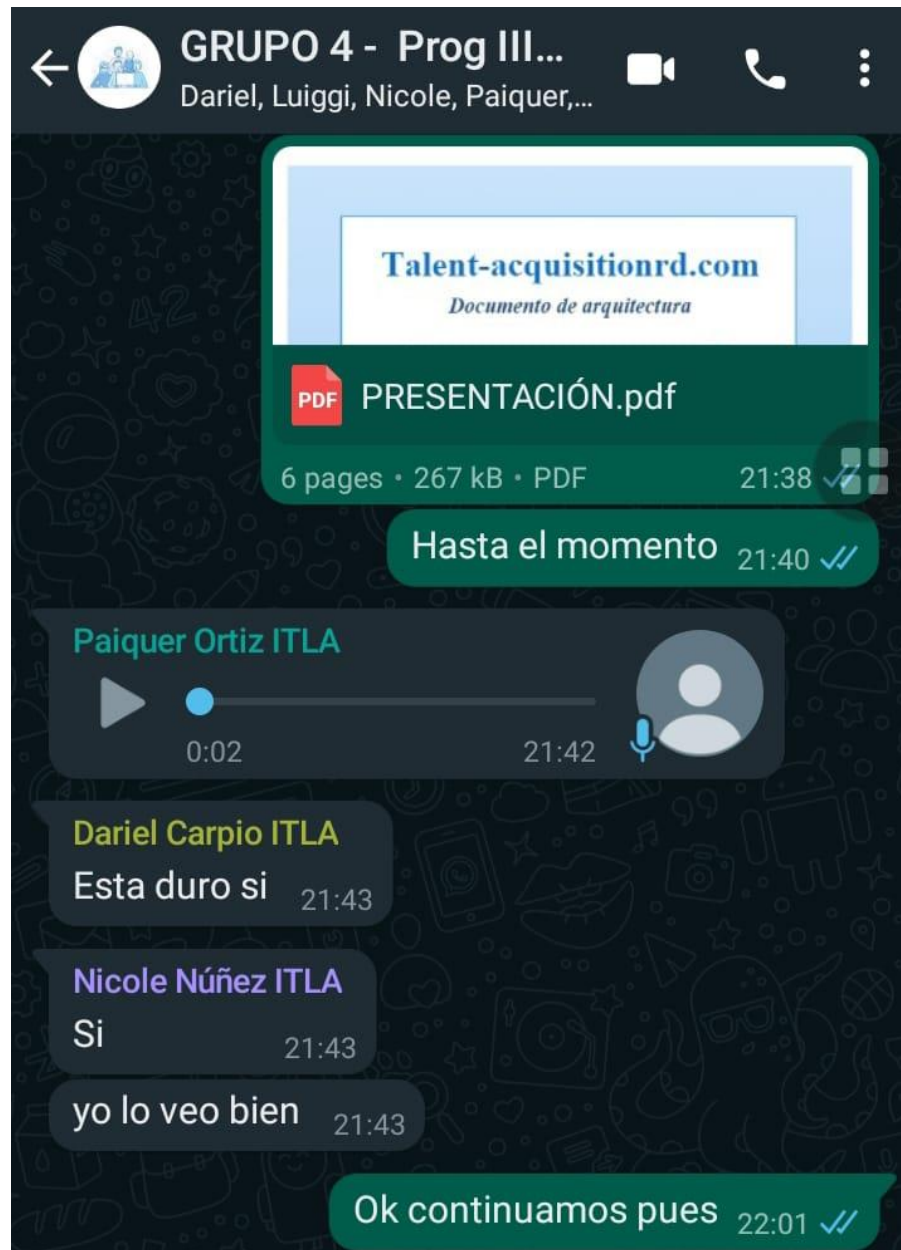 GRUPO 4 - Prog III...
Dariel, Luiggi, Nicole, Paiquer,...
Talent-acquisitionrd.com
Documento de arquitectura
PDF PRESENTACIÓN.pdf
6 pages • 267 kB • PDF 21:38
Hasta el momento 21:40
Paiquer Ortiz ITLA
0:02 21:42
Dariel Carpio ITLA
Esta duro si 21:43
Nicole Núñez ITLA
Si 21:43
yo lo veo bien 21:43
Ok continuamos pues 22:01